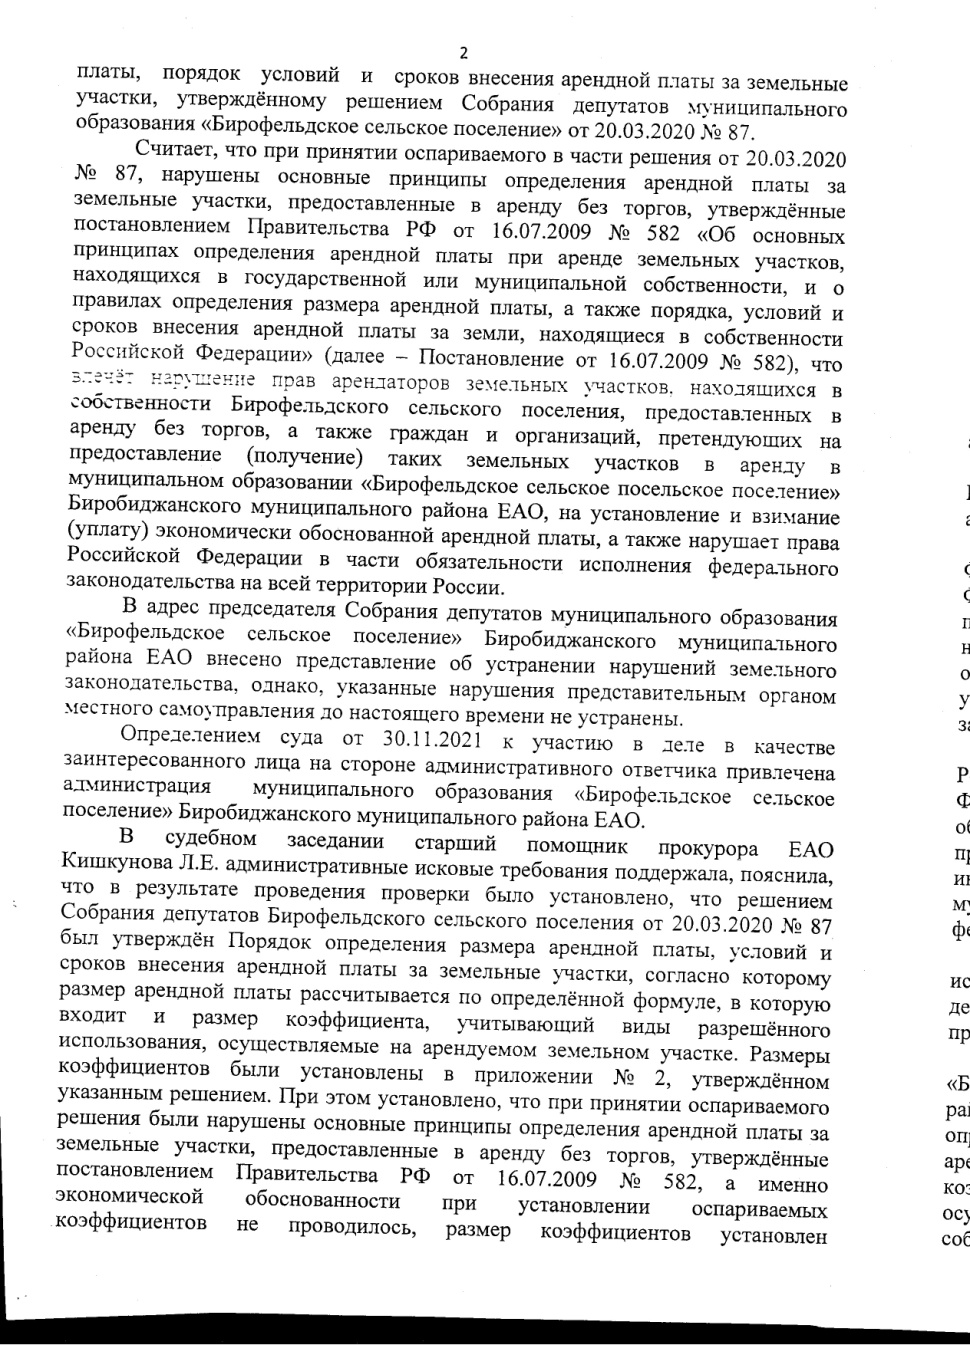 2
платы, порядок условий и сроков внесения арендной платы за земельные
участки, утверждённому решением Собрания депутатов муниципального
образования «Бирофельдское сельское поселение» от 20.03.2020 № 87.
Считает, что при принятии оспариваемого в части решения от 20.03.2020
№ 87, нарушены основные принципы определения арендной платы за
земельные участки, предоставленные в аренду без торгов, утверждённые
постановлением Правительства РФ от 16.07.2009 № 582 «Об основных
принципах определения арендной платы при аренде земельных участков,
находящихся в государственной или муниципальной собственности, и о
правилах определения размера арендной платы, а также порядка, условий и
сроков внесения арендной платы за земли, находящиеся в собственности
Российской Федерации» (далее – Постановление от 16.07.2009 № 582), что
влечёт нарушение прав арендаторов земельных участков, находящихся в
собственности Бирофельдского сельского поселения, предоставленных в
аренду без торгов, а также граждан и организаций, претендующих на
предоставление (получение) таких земельных участков в аренду в
муниципальном образовании «Бирофельдское сельское посельское поселение»
Биробиджанского муниципального района ЕАО, на установление и взимание
(уплату) экономически обоснованной арендной платы, а также нарушает права
Российской Федерации в части обязательности исполнения федерального
законодательства на всей территории России.
В адрес председателя Собрания депутатов муниципального образования
«Бирофельдское сельское поселение» Биробиджанского муниципального
района ЕАО внесено представление об устранении нарушений земельного
законодательства, однако, указанные нарушения представительным органом
местного самоуправления до настоящего времени не устранены.
Определением суда от 30.11.2021 к участию в деле в качестве
заинтересованного лица на стороне административного ответчика привлечена
администрация муниципального образования «Бирофельдское сельское
поселение» Биробиджанского муниципального района ЕАО.
В судебном заседании старший помощник прокурора ЕАО
Кишкунова Л.Е. административные исковые требования поддержала, пояснила,
что в результате проведения проверки было установлено, что решением
Собрания депутатов Бирофельдского сельского поселения от 20.03.2020 № 87
был утверждён Порядок определения размера арендной платы, условий и
сроков внесения арендной платы за земельные участки, согласно которому
размер арендной платы рассчитывается по определённой формуле, в которую
входит и размер коэффициента, учитывающий виды разрешённого
использования, осуществляемые на арендуемом земельном участке. Размеры
коэффициентов были установлены в приложении № 2, утверждённом
указанным решением. При этом установлено, что при принятии оспариваемого
решения были нарушены основные принципы определения арендной платы за
земельные участки, предоставленные в аренду без торгов, утверждённые
постановлением Правительства РФ от 16.07.2009 № 582, а именно
экономической обоснованности при установлении оспариваемых
коэффициентов не проводилось, размер коэффициентов установлен